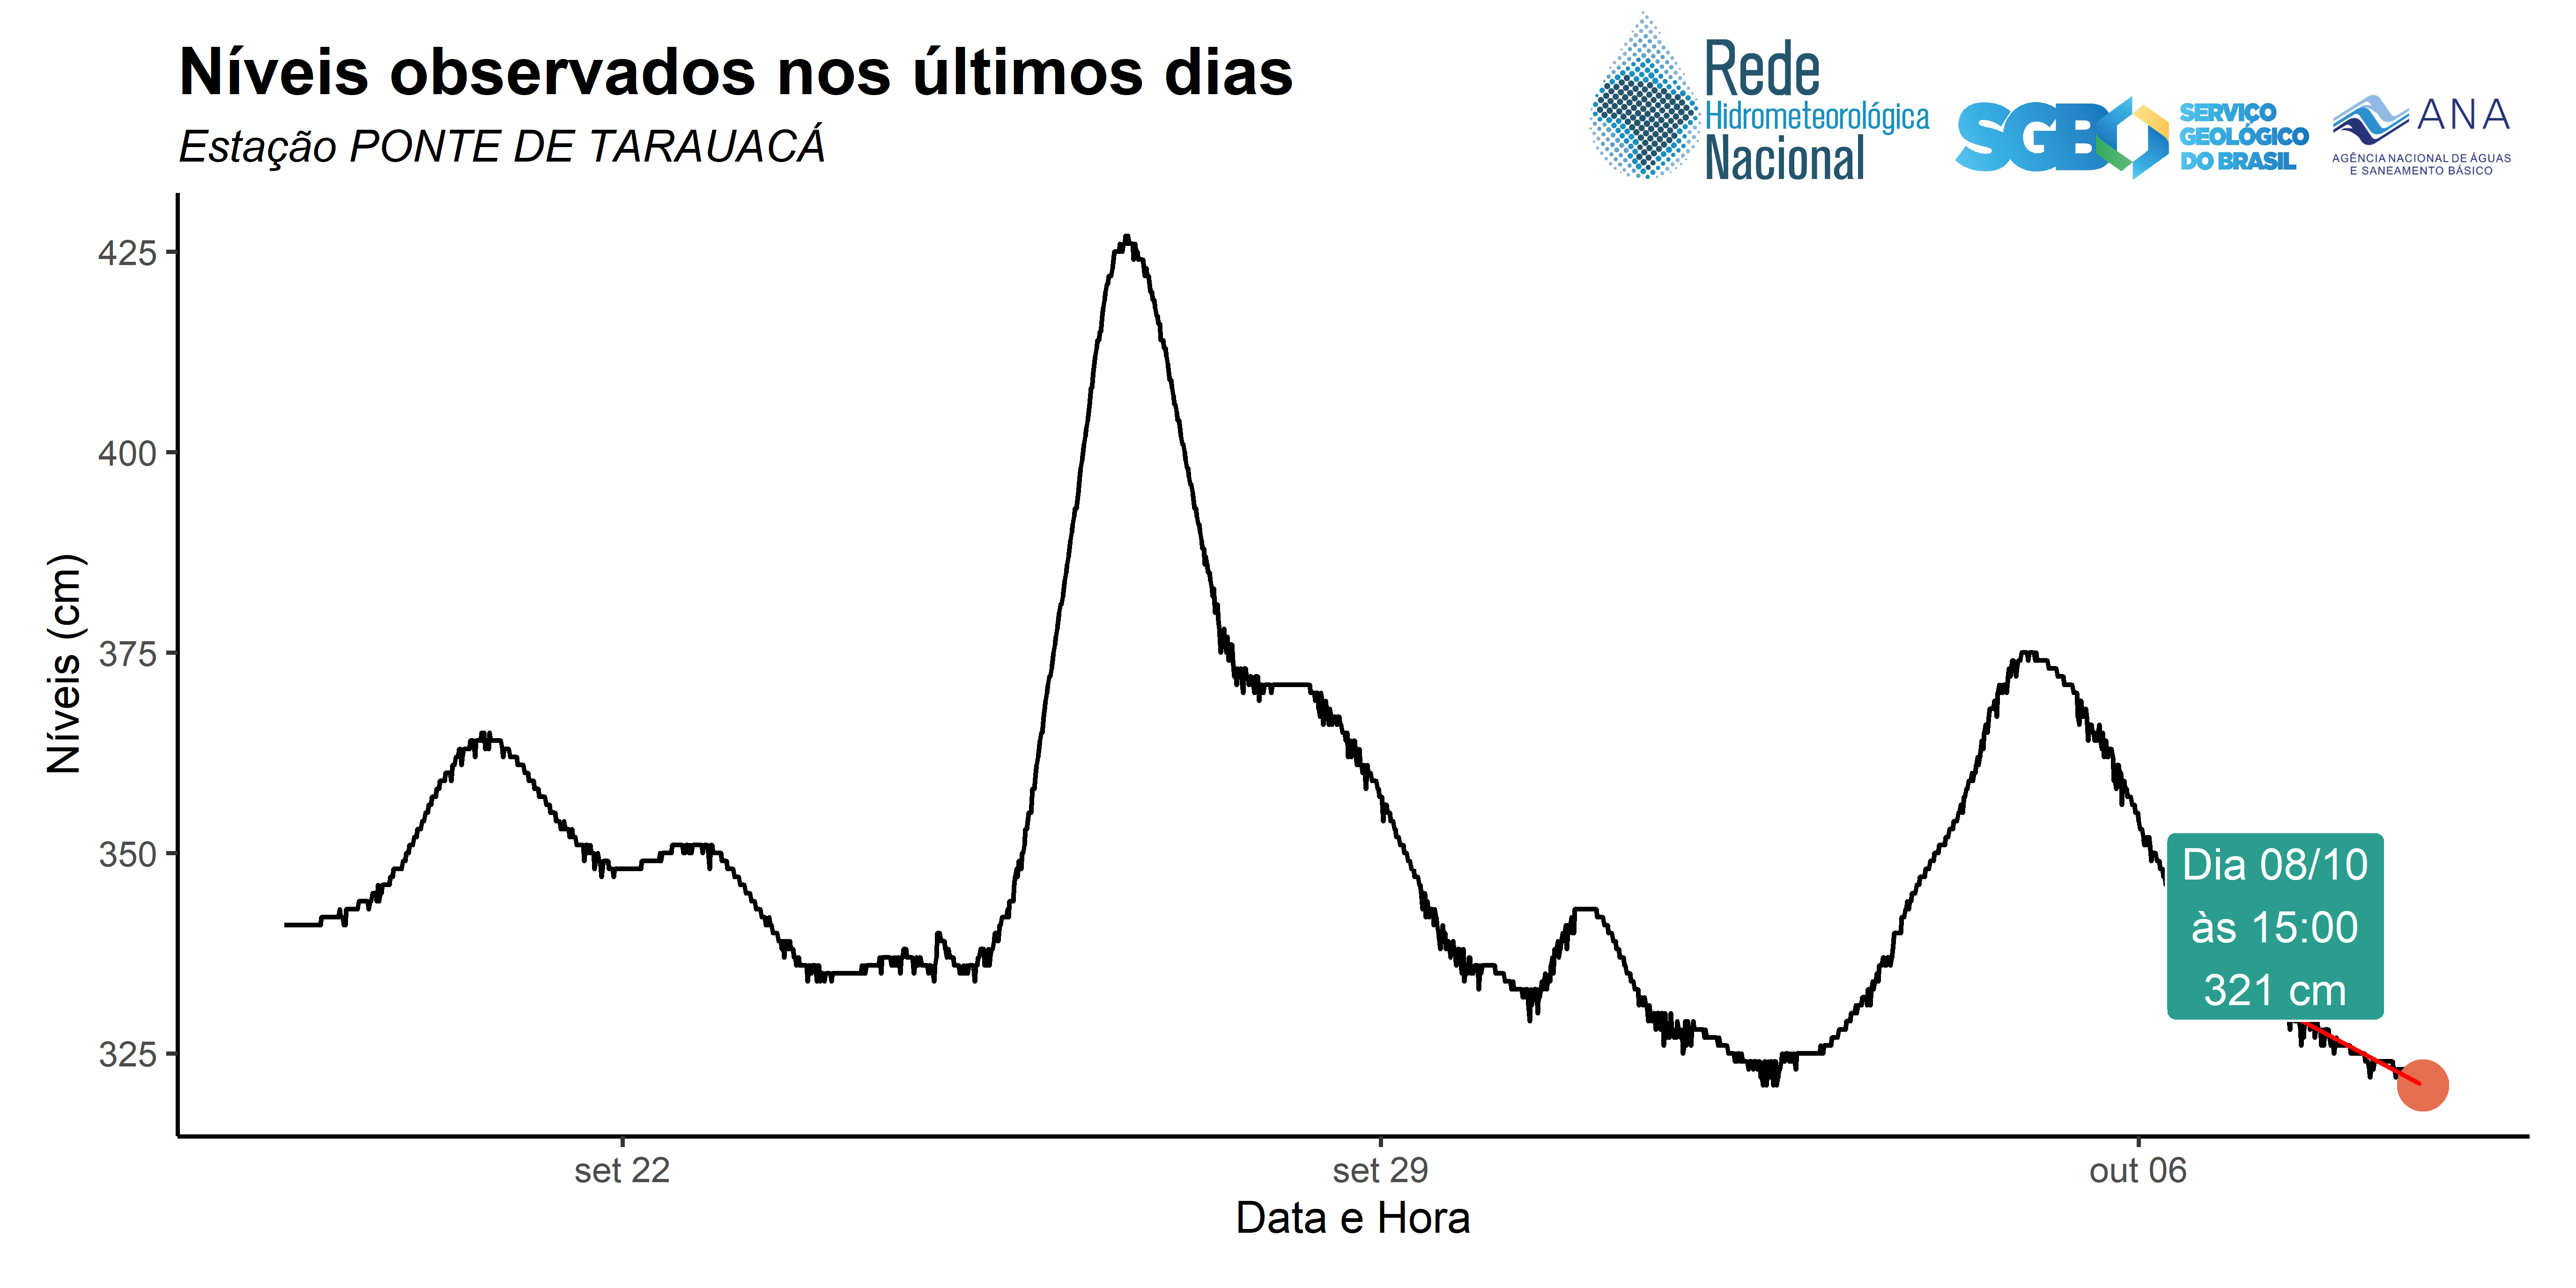 Níveis observados nos últimos dias
Estação PONTE DE TARAUACÁ
Rede
Hidrometeorológica
Nacional
SGB
SERVIÇO
GEOLÓGICO
DO BRASIL
ANA
AGÊNCIA NACIONAL DE ÁGUAS
E SANEAMENTO BÁSICO
Níveis (cm)
425
400
375
350
325
Dia 08/10
às 15:00
321 cm
set 22
set 29
out 06
Data e Hora